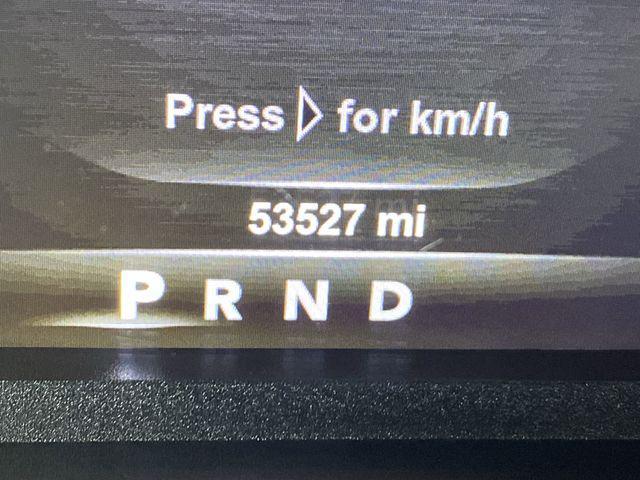 Press ▷ for km/h
53527 mi
P R N D